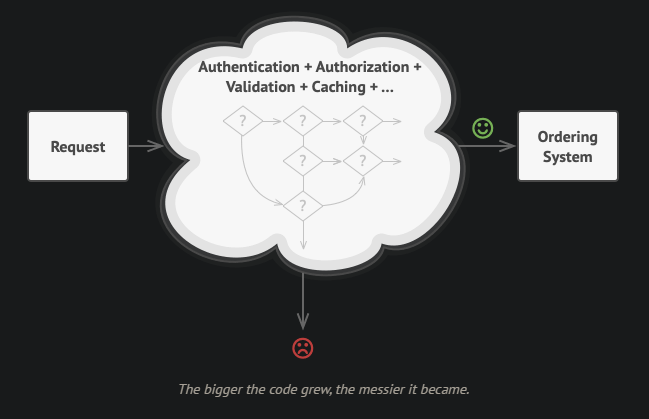 Authentication + Authorization +
Validation + Caching + ...
? ? ?
Request
Ordering
System
? ?
?
The bigger the code grew, the messier it became.